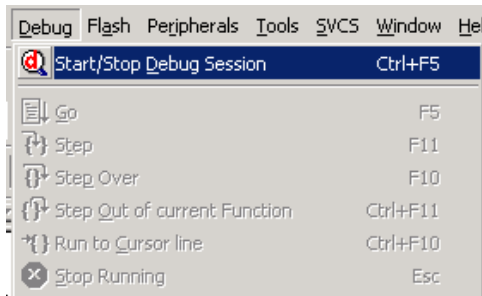 Debug Flash Peripherals Tools SVCS Window He
Start/Stop Debug Session Ctrl+F5
Go F5
Step F11
Step Over F10
Step Out of current Function Ctrl+F11
Run to Cursor line Ctrl+F10
Stop Running Esc